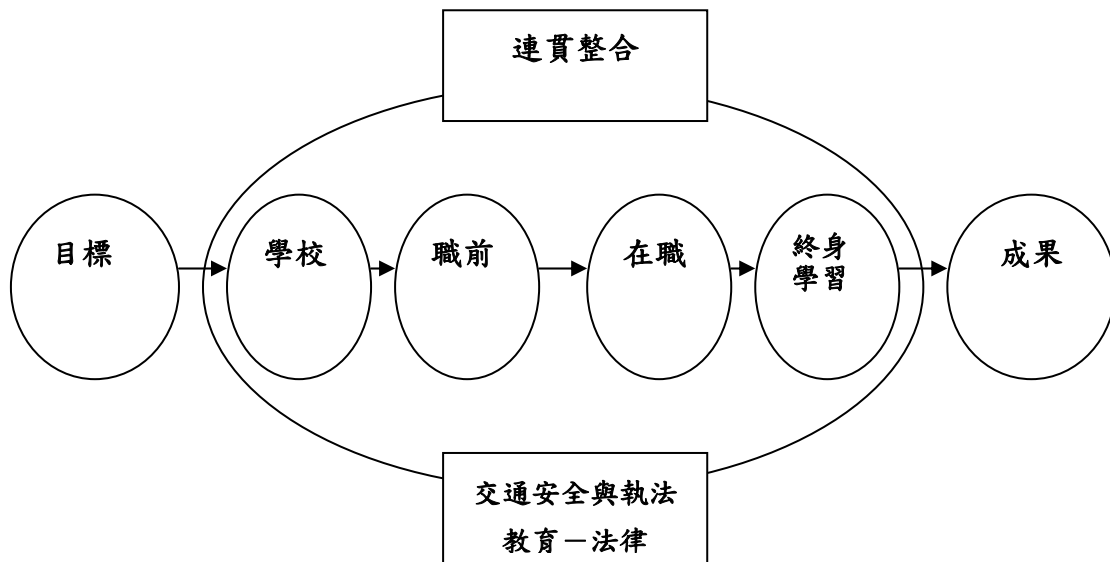 連貫整合
目標
學校
職前
在職
終身
學習
成果
交通安全與執法
教育－法律